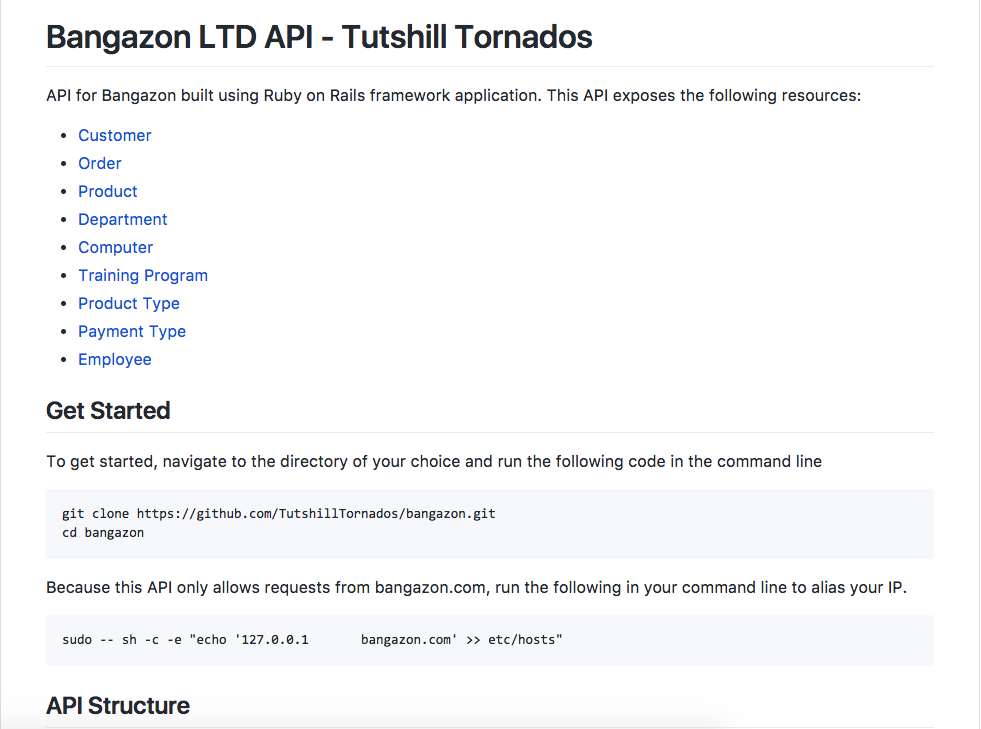 Bangazon LTD API - Tutshill Tornados
API for Bangazon built using Ruby on Rails framework application. This API exposes the following resources:
• Customer
• Order
• Product
• Department
• Computer
• Training Program
• Product Type
• Payment Type
• Employee
Get Started
To get started, navigate to the directory of your choice and run the following code in the command line
git clone https://github.com/TutshillTornados/bangazon.git
cd bangazon
Because this API only allows requests from bangazon.com, run the following in your command line to alias your IP.
sudo -- sh -c -e "echo '127.0.0.1       bangazon.com' >> etc/hosts"
API Structure